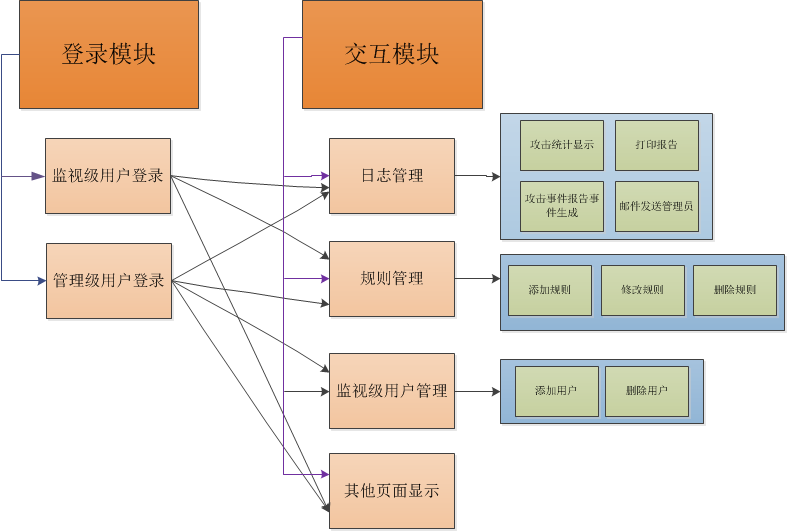 登录模块
交互模块
监视级用户登录
管理级用户登录
日志管理
攻击统计显示
打印报告
攻击事件报告事
件生成
邮件发送管理员
规则管理
添加规则
修改规则
删除规则
监视级用户管理
添加用户
删除用户
其他页面显示